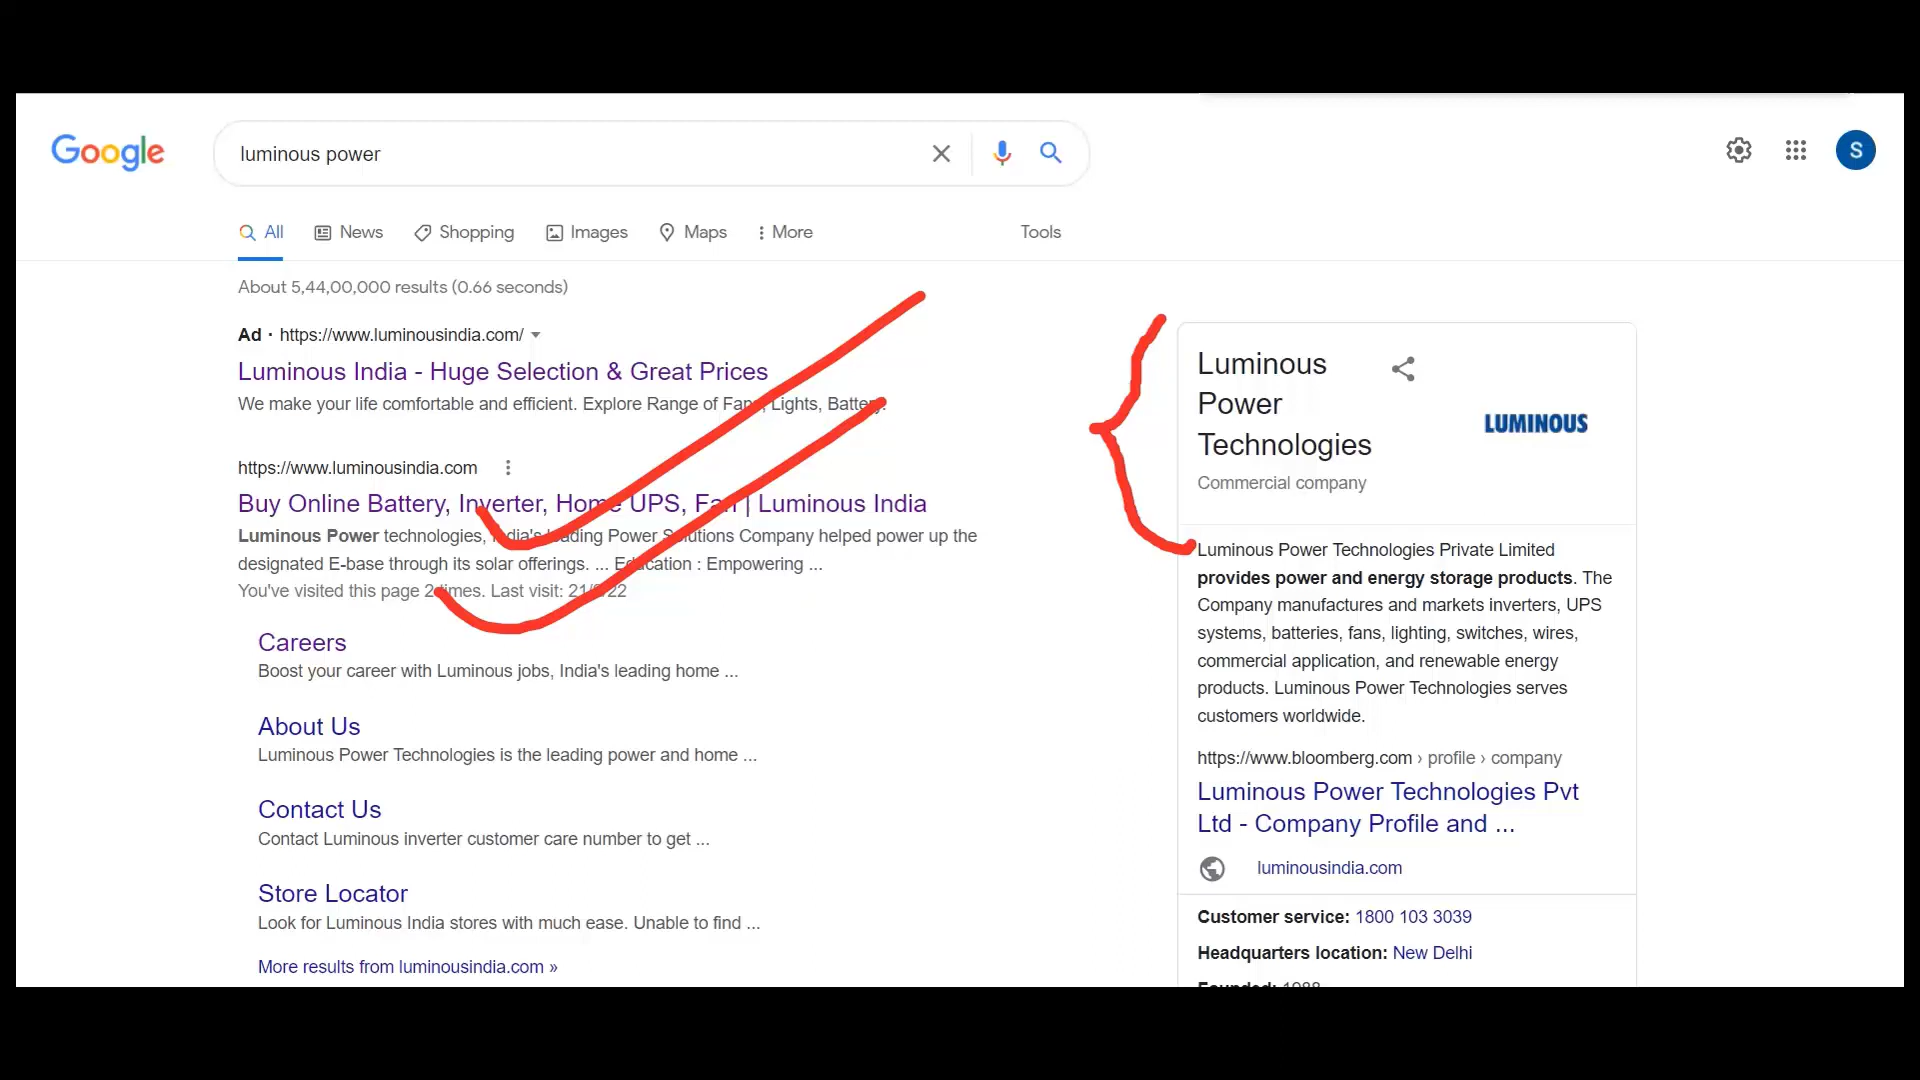 Google
luminous power
S
All
News
Shopping
Images
Maps
More
Tools
About 5,44,00,000 results (0.66 seconds)
Ad · https://www.luminousindia.com/
Luminous India - Huge Selection & Great Prices
We make your life comfortable and efficient. Explore Range of Fans, Lights, Battery.
https://www.luminousindia.com
Buy Online Battery, Inverter, Home UPS, Fan | Luminous India
Luminous Power technologies, India's leading Power Solutions Company helped power up the
designated E-base through its solar offerings. ... Education : Empowering ...
You've visited this page 2 times. Last visit:
Careers
Boost your career with Luminous jobs, India's leading home ...
About Us
Luminous Power Technologies is the leading power and home ...
Contact Us
Contact Luminous inverter customer care number to get ...
Store Locator
Look for Luminous India stores with much ease. Unable to find ...
More results from luminousindia.com »
Luminous
Power
Technologies
Commercial company
LUMINOUS
Luminous Power Technologies Private Limited
provides power and energy storage products. The
Company manufactures and markets inverters, UPS
systems, batteries, fans, lighting, switches, wires,
commercial application, and renewable energy
products. Luminous Power Technologies serves
customers worldwide.
https://www.bloomberg.com › profile › company
Luminous Power Technologies Pvt
Ltd - Company Profile and ...
luminousindia.com
Customer service: 1800 103 3039
Headquarters location: New Delhi
Founded: 1988